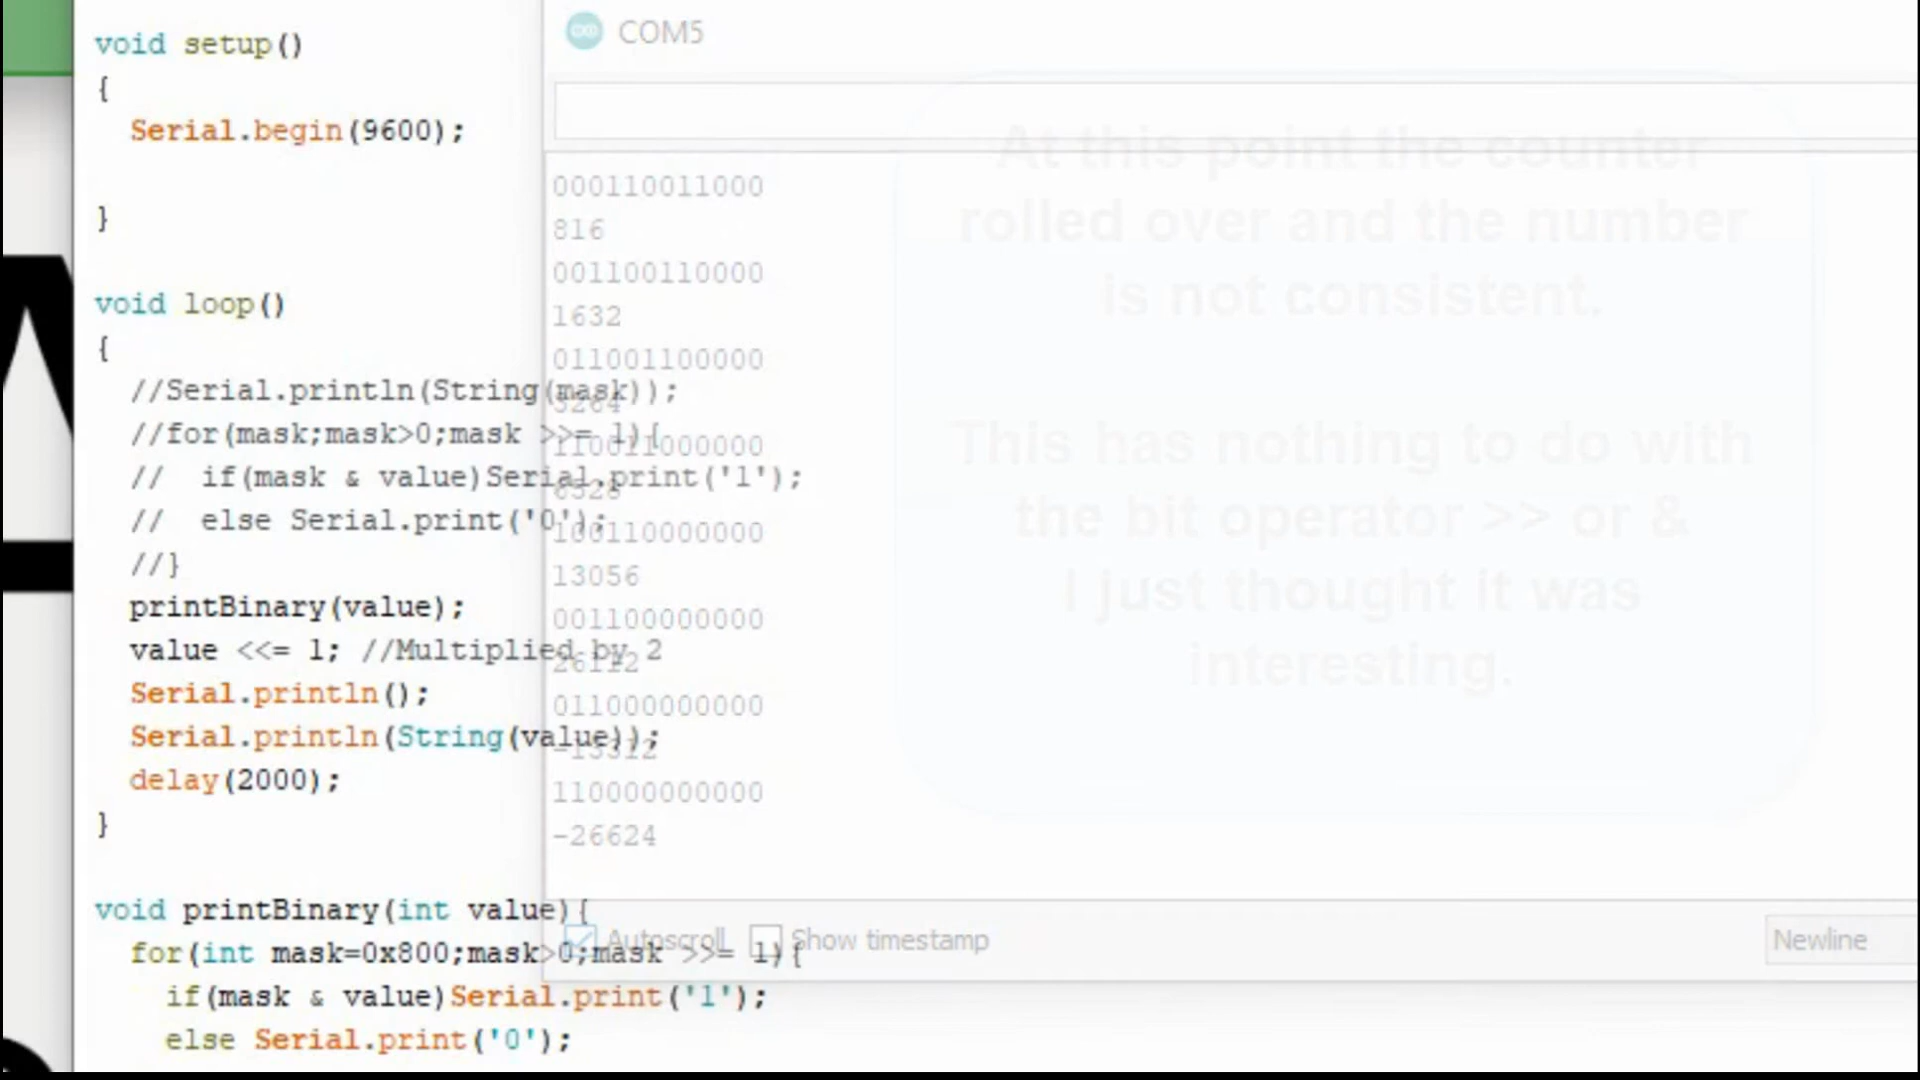 void setup()
{
Serial.begin(9600);
}
void loop()
{
//Serial.println(String(mask));
//for(mask;mask>0;mask >>= 1){
//  if(mask & value)Serial.print('1');
//  else Serial.print('0');
//}
printBinary(value);
value <<= 1; //Multiplied by 2
Serial.println();
Serial.println(String(value));
delay(2000);
}
void printBinary(int value){
for(int mask=0x800;mask>0;mask >>= 1){
if(mask & value)Serial.print('1');
else Serial.print('0');
COM5
000110011000
816
001100110000
1632
011001100000
3264
110011000000
6528
100110000000
13056
001100000000
26112
011000000000
-13312
110000000000
-26624
Autoscroll
Show timestamp
Newline
At this point the counter
rolled over and the number
is not consistent.
This has nothing to do with
the bit operator >> or &
I just thought it was
interesting.